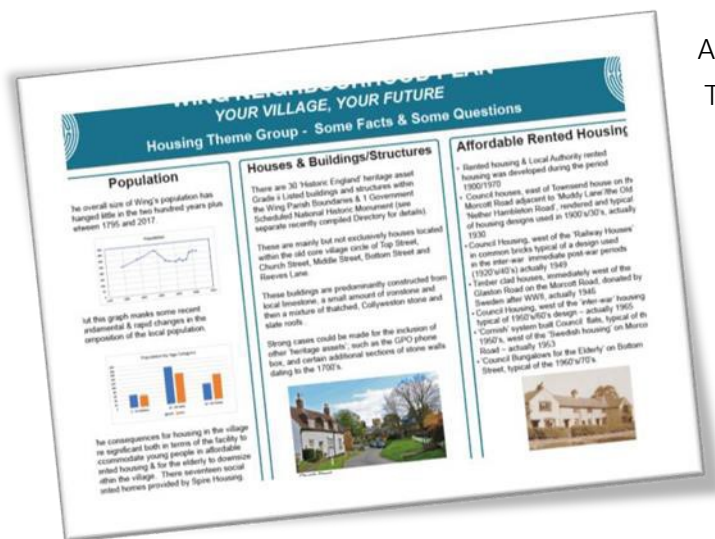 WING NEIGHBOURHOOD PLAN
YOUR VILLAGE, YOUR FUTURE
Housing Theme Group - Some Facts & Some Questions
Population
he overall size of Wing's population has
hanged little in the two hundred years plus
etween 1795 and 2017
Population
ut this graph masks some recent
undamental & rapid changes in the
omposition of the local population.
Population by Age Category
he consequences for housing in the village
re significant both in terms of the facility to
ccommodate young people in affordable
ented housing & for the elderly to downsize
ithin the village. There seventeen social
ented homes provided by Spire Housing.
Houses & Buildings/Structures
There are 30 'Historic England' heritage asset
Grade ii Listed buildings and structures within
the Wing Parish Boundaries & 1 Government
Scheduled National Historic Monument (see
separate recently compiled Directory for details).
These are mainly but not exclusively houses located
within the old core village circle of Top Street,
Church Street, Middle Street, Bottom Street and
Reeves Lane.
These buildings are predominantly constructed from
local limestone, a small amount of ironstone and
then a mixture of thatched, Collyweston stone and
slate roofs.
Strong cases could be made for the inclusion of
other 'heritage assets', such as the GPO phone
box, and certain additional sections of stone walls
dating to the 1700's.
Affordable Rented Housing
• Rented housing & Local Authority rented
housing was developed during the period
1900/1970
• Council houses, east of Townsend house on th
Morcott Road adjacent to 'Muddy Lane'/the Old
'Nether Hambleton Road', rendered and typical
of housing designs used in 1900's/30's, actually
1930
• Council Housing, west of the 'Railway Houses'
in common bricks typical of a design used
in the inter-war immediate post-war periods
(1920's/40's) actually 1949
• Timber clad houses, immediately west of the
Glaston Road on the Morcott Road, donated by
Sweden after WWII, actually 1946
• Council Housing, west of the 'inter-war' housing
typical of 1950's/60's design – actually 1965
• 'Cornish' system built Council flats, typical of th
1950's, west of the 'Swedish housing' on Morco
Road – actually 1953
• 'Council Bungalows for the Elderly' on Bottom
Street, typical of the 1960's/70's.
A
T